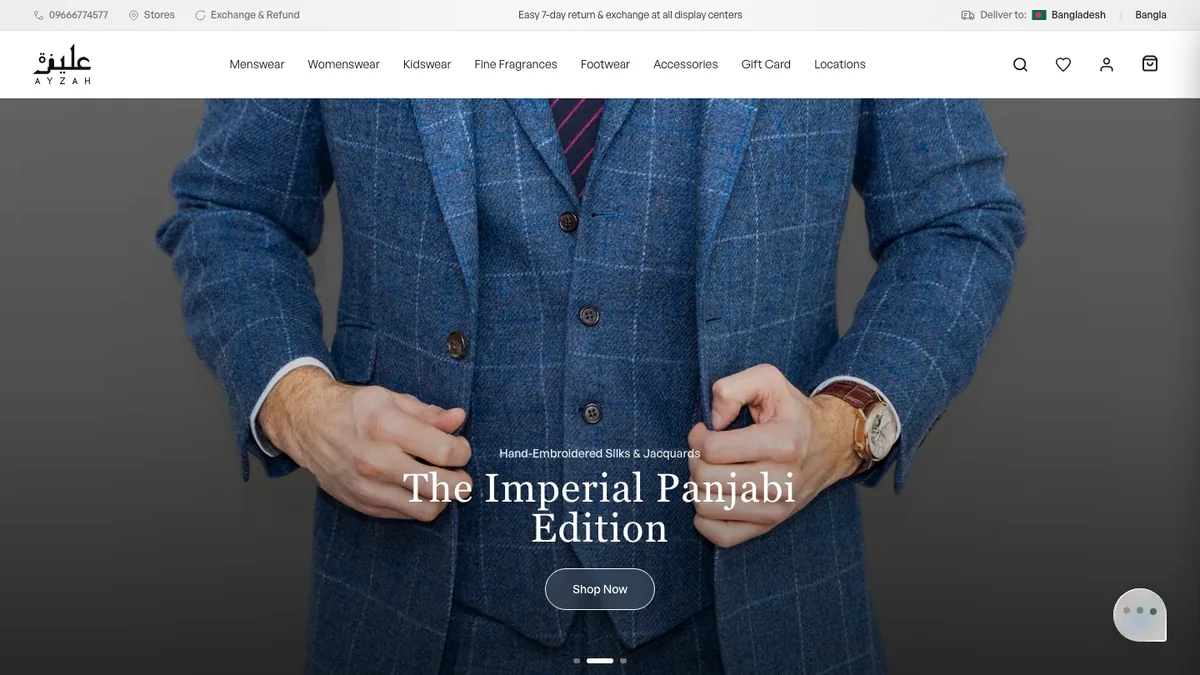 09666774577
Stores
Exchange & Refund
Easy 7-day return & exchange at all display centers
Deliver to:
Bangladesh
Bangla
عليزة
AYZAH
Menswear
Womenswear
Kidswear
Fine Fragrances
Footwear
Accessories
Gift Card
Locations
Hand-Embroidered Silks & Jacquards
The Imperial Panjabi
Edition
Shop Now